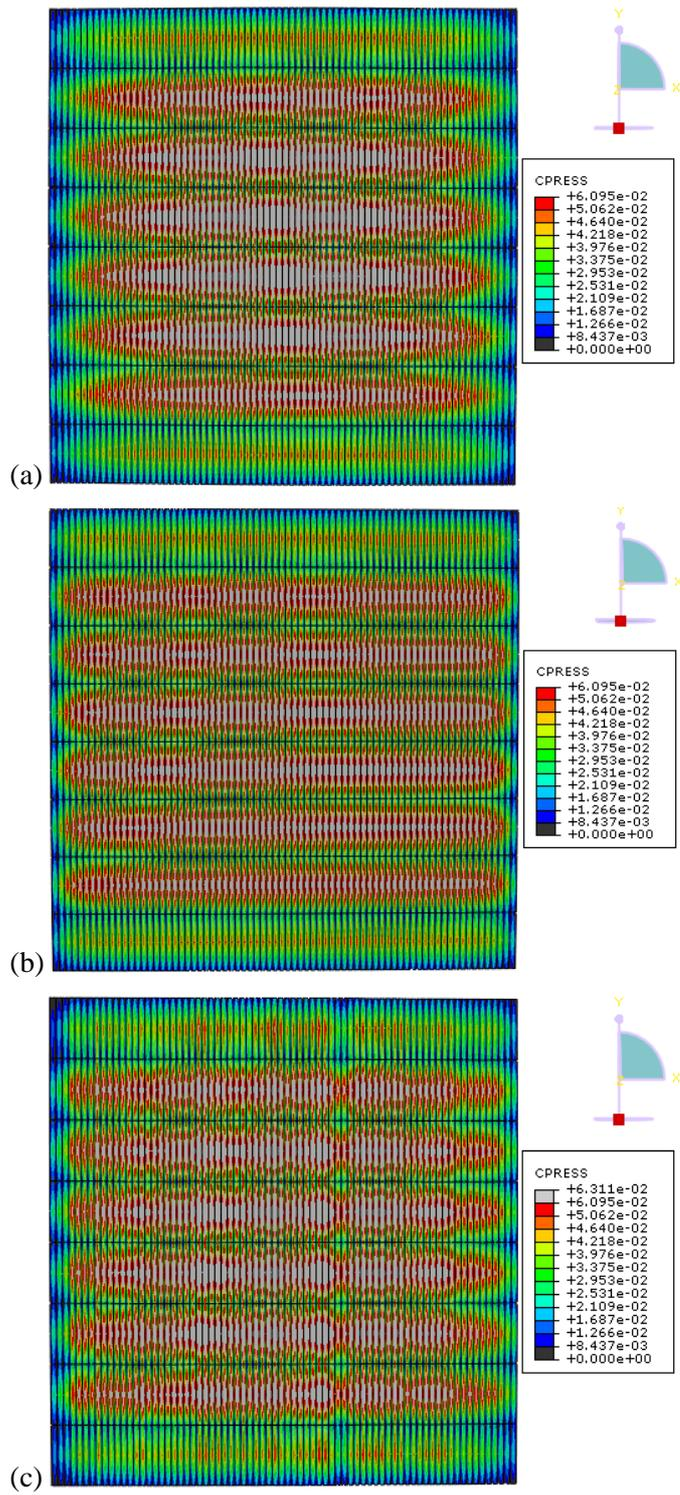 (a)
Y
Z
X
CPRESS
+6.095e-02
+5.062e-02
+4.640e-02
+4.218e-02
+3.976e-02
+3.375e-02
+2.953e-02
+2.531e-02
+2.109e-02
+1.687e-02
+1.266e-02
+8.437e-03
+0.000e+00
(b)
Y
Z
X
CPRESS
+6.095e-02
+5.062e-02
+4.640e-02
+4.218e-02
+3.976e-02
+3.375e-02
+2.953e-02
+2.531e-02
+2.109e-02
+1.687e-02
+1.266e-02
+8.437e-03
+0.000e+00
(c)
Y
Z
X
CPRESS
+6.311e-02
+6.095e-02
+5.062e-02
+4.640e-02
+4.218e-02
+3.976e-02
+3.375e-02
+2.953e-02
+2.531e-02
+2.109e-02
+1.687e-02
+1.266e-02
+8.437e-03
+0.000e+00